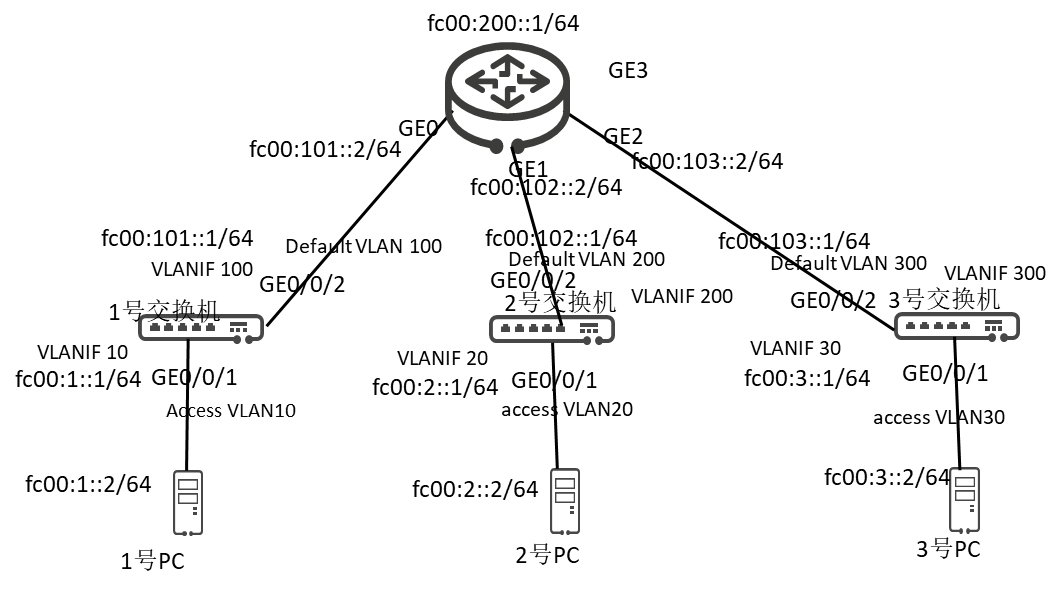 fc00:200::1/64
GE3
GE0
GE2
fc00:101::2/64
fc00:103::2/64
GE1
fc00:102::2/64
fc00:101::1/64
Default VLAN 100
fc00:102::1/64
fc00:103::1/64
VLANIF 100
Default VLAN 200
Default VLAN 300
VLANIF 300
GE0/0/2
GE0/0/2
GE0/0/2
1号交换机
2号交换机
VLANIF 200
3号交换机
VLANIF 10
VLANIF 20
VLANIF 30
fc00:1::1/64
GE0/0/1
fc00:2::1/64
GE0/0/1
fc00:3::1/64
GE0/0/1
Access VLAN10
access VLAN20
access VLAN30
fc00:1::2/64
fc00:2::2/64
fc00:3::2/64
1号PC
2号PC
3号PC